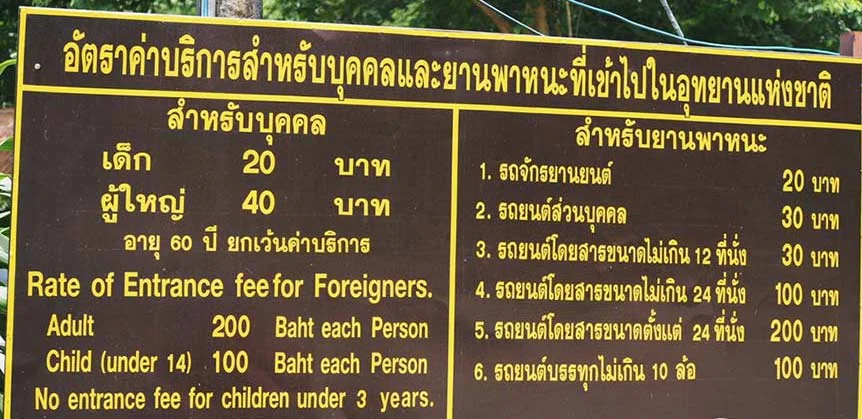 อัตราค่าบริการสำหรับบุคคลและยานพาหนะที่เข้าไปในอุทยานแห่งชาติ
สำหรับบุคคล
เด็ก 20 บาท
ผู้ใหญ่ 40 บาท
อายุ 60 ปี ยกเว้นค่าบริการ
Rate of Entrance fee for Foreigners.
Adult 200 Baht each Person
Child (under 14) 100 Baht each Person
No entrance fee for children under 3 years.
สำหรับยานพาหนะ
1. รถจักรยานยนต์ 20 บาท
2. รถยนต์ส่วนบุคคล 30 บาท
3. รถยนต์โดยสารขนาดไม่เกิน 12 ที่นั่ง 30 บาท
4. รถยนต์โดยสารขนาดไม่เกิน 24 ที่นั่ง 100 บาท
5. รถยนต์โดยสารขนาดตั้งแต่ 24 ที่นั่ง 200 บาท
6. รถยนต์บรรทุกไม่เกิน 10 ล้อ 100 บาท